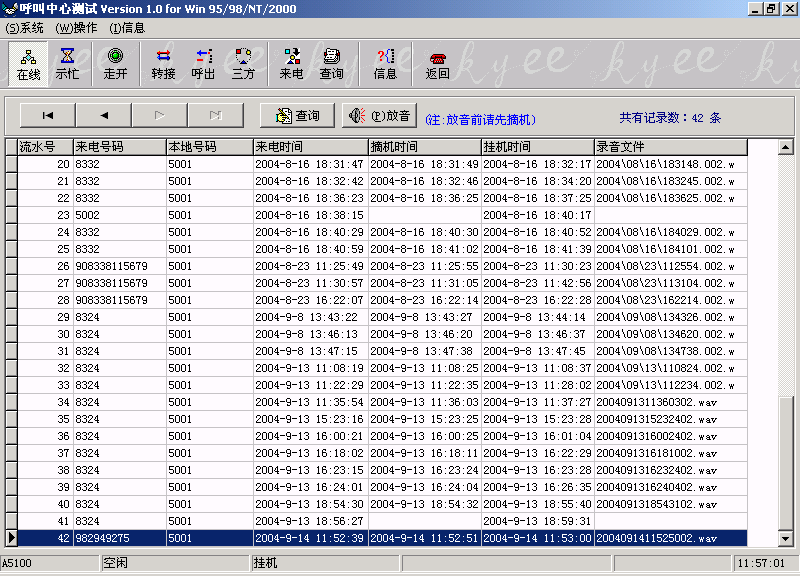 呼叫中心测试 Version 1.0 for Win 95/98/NT/2000
(S)系统 (W)操作 (I)信息
在线 示忙 走开 转接 呼出 三方 来电 查询 信息 返回
kyee kyee kyee
查询 (P)放音 (注:放音前请先摘机) 共有记录数：42 条
流水号 来电号码 本地号码 来电时间 摘机时间 挂机时间 录音文件
20 8332 5001 2004-8-16 18:31:47 2004-8-16 18:31:49 2004-8-16 18:32:17 2004\08\16\183148.002.w
21 8332 5001 2004-8-16 18:32:42 2004-8-16 18:32:46 2004-8-16 18:34:20 2004\08\16\183245.002.w
22 8332 5001 2004-8-16 18:36:23 2004-8-16 18:36:25 2004-8-16 18:37:25 2004\08\16\183625.002.w
23 5002 5001 2004-8-16 18:38:15 2004-8-16 18:40:17
24 8332 5001 2004-8-16 18:40:29 2004-8-16 18:40:30 2004-8-16 18:40:52 2004\08\16\184029.002.w
25 8332 5001 2004-8-16 18:40:59 2004-8-16 18:41:02 2004-8-16 18:41:39 2004\08\16\184101.002.w
26 908338115679 5001 2004-8-23 11:25:49 2004-8-23 11:25:55 2004-8-23 11:30:23 2004\08\23\112554.002.w
27 908338115679 5001 2004-8-23 11:30:57 2004-8-23 11:31:05 2004-8-23 11:42:56 2004\08\23\113104.002.w
28 908338115679 5001 2004-8-23 16:22:07 2004-8-23 16:22:14 2004-8-23 16:22:28 2004\08\23\162214.002.w
29 8324 5001 2004-9-8 13:43:22 2004-9-8 13:43:27 2004-9-8 13:44:14 2004\09\08\134326.002.w
30 8324 5001 2004-9-8 13:46:13 2004-9-8 13:46:20 2004-9-8 13:46:37 2004\09\08\134620.002.w
31 8324 5001 2004-9-8 13:47:15 2004-9-8 13:47:38 2004-9-8 13:47:45 2004\09\08\134738.002.w
32 8324 5001 2004-9-13 11:08:19 2004-9-13 11:08:25 2004-9-13 11:08:37 2004\09\13\110824.002.w
33 8324 5001 2004-9-13 11:22:29 2004-9-13 11:22:35 2004-9-13 11:28:02 2004\09\13\112234.002.w
34 8324 5001 2004-9-13 11:35:54 2004-9-13 11:36:03 2004-9-13 11:37:27 2004091311360302.wav
35 8324 5001 2004-9-13 15:23:16 2004-9-13 15:23:25 2004-9-13 15:23:28 2004091315232402.wav
36 8324 5001 2004-9-13 16:00:21 2004-9-13 16:00:25 2004-9-13 16:01:04 2004091316002402.wav
37 8324 5001 2004-9-13 16:18:02 2004-9-13 16:18:11 2004-9-13 16:22:29 2004091316181002.wav
38 8324 5001 2004-9-13 16:23:15 2004-9-13 16:23:24 2004-9-13 16:23:28 2004091316232402.wav
39 8324 5001 2004-9-13 16:24:01 2004-9-13 16:24:04 2004-9-13 16:26:35 2004091316240402.wav
40 8324 5001 2004-9-13 18:54:30 2004-9-13 18:54:32 2004-9-13 18:55:40 2004091318543102.wav
41 8324 5001 2004-9-13 18:56:27 2004-9-13 18:59:31
42 982949275 5001 2004-9-14 11:52:39 2004-9-14 11:52:51 2004-9-14 11:53:00 2004091411525002.wav
A5100 空闲 挂机 11:57:01